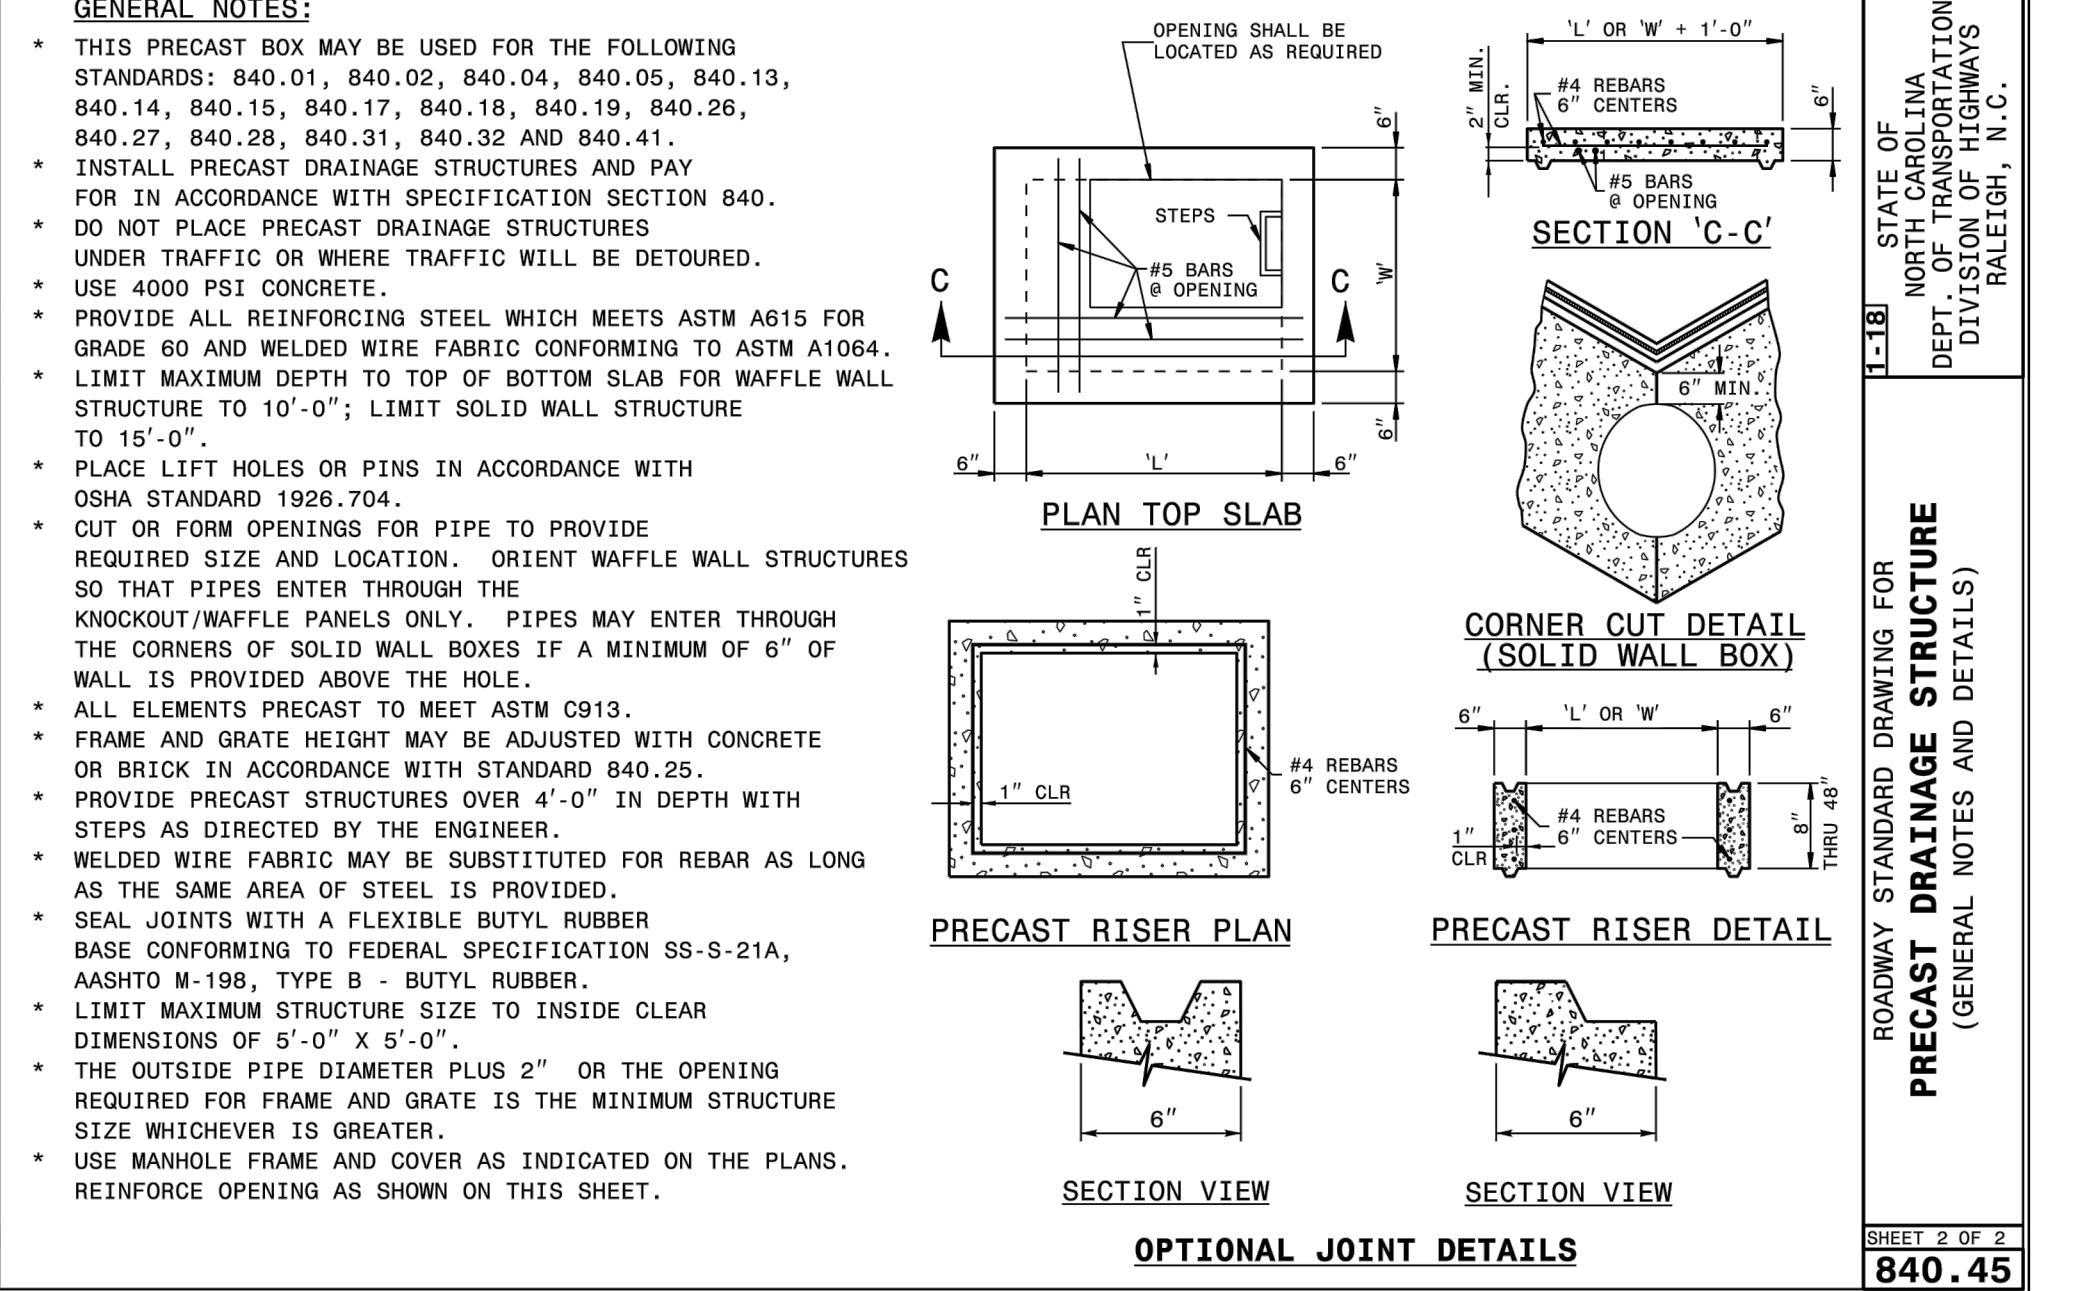 GENERAL NOTES:
* THIS PRECAST BOX MAY BE USED FOR THE FOLLOWING
STANDARDS: 840.01, 840.02, 840.04, 840.05, 840.13,
840.14, 840.15, 840.17, 840.18, 840.19, 840.26,
840.27, 840.28, 840.31, 840.32 AND 840.41.
* INSTALL PRECAST DRAINAGE STRUCTURES AND PAY
FOR IN ACCORDANCE WITH SPECIFICATION SECTION 840.
* DO NOT PLACE PRECAST DRAINAGE STRUCTURES
UNDER TRAFFIC OR WHERE TRAFFIC WILL BE DETOURED.
* USE 4000 PSI CONCRETE.
* PROVIDE ALL REINFORCING STEEL WHICH MEETS ASTM A615 FOR
GRADE 60 AND WELDED WIRE FABRIC CONFORMING TO ASTM A1064.
* LIMIT MAXIMUM DEPTH TO TOP OF BOTTOM SLAB FOR WAFFLE WALL
STRUCTURE TO 10'-0"; LIMIT SOLID WALL STRUCTURE
TO 15'-0".
* PLACE LIFT HOLES OR PINS IN ACCORDANCE WITH
OSHA STANDARD 1926.704.
* CUT OR FORM OPENINGS FOR PIPE TO PROVIDE
REQUIRED SIZE AND LOCATION.  ORIENT WAFFLE WALL STRUCTURES
SO THAT PIPES ENTER THROUGH THE
KNOCKOUT/WAFFLE PANELS ONLY.  PIPES MAY ENTER THROUGH
THE CORNERS OF SOLID WALL BOXES IF A MINIMUM OF 6" OF
WALL IS PROVIDED ABOVE THE HOLE.
* ALL ELEMENTS PRECAST TO MEET ASTM C913.
* FRAME AND GRATE HEIGHT MAY BE ADJUSTED WITH CONCRETE
OR BRICK IN ACCORDANCE WITH STANDARD 840.25.
* PROVIDE PRECAST STRUCTURES OVER 4'-0" IN DEPTH WITH
STEPS AS DIRECTED BY THE ENGINEER.
* WELDED WIRE FABRIC MAY BE SUBSTITUTED FOR REBAR AS LONG
AS THE SAME AREA OF STEEL IS PROVIDED.
* SEAL JOINTS WITH A FLEXIBLE BUTYL RUBBER
BASE CONFORMING TO FEDERAL SPECIFICATION SS-S-21A,
AASHTO M-198, TYPE B - BUTYL RUBBER.
* LIMIT MAXIMUM STRUCTURE SIZE TO INSIDE CLEAR
DIMENSIONS OF 5'-0" X 5'-0".
* THE OUTSIDE PIPE DIAMETER PLUS 2"  OR THE OPENING
REQUIRED FOR FRAME AND GRATE IS THE MINIMUM STRUCTURE
SIZE WHICHEVER IS GREATER.
* USE MANHOLE FRAME AND COVER AS INDICATED ON THE PLANS.
REINFORCE OPENING AS SHOWN ON THIS SHEET.
OPENING SHALL BE
LOCATED AS REQUIRED
6"
STEPS
#5 BARS
@ OPENING
C
C
'W'
6"
6"
'L'
6"
PLAN TOP SLAB
'L' OR 'W' + 1'-0"
2" MIN.
CLR.
#4 REBARS
6" CENTERS
6"
#5 BARS
@ OPENING
SECTION 'C-C'
6" MIN.
CORNER CUT DETAIL
(SOLID WALL BOX)
1" CLR
1" CLR
#4 REBARS
6" CENTERS
PRECAST RISER PLAN
6"
'L' OR 'W'
6"
#4 REBARS
6" CENTERS
1"
CLR
8"
THRU 48"
PRECAST RISER DETAIL
6"
SECTION VIEW
6"
SECTION VIEW
OPTIONAL JOINT DETAILS
1-18
STATE OF
NORTH CAROLINA
DEPT. OF TRANSPORTATION
DIVISION OF HIGHWAYS
RALEIGH, N.C.
ROADWAY STANDARD DRAWING FOR
PRECAST DRAINAGE STRUCTURE
(GENERAL NOTES AND DETAILS)
SHEET 2 OF 2
840.45